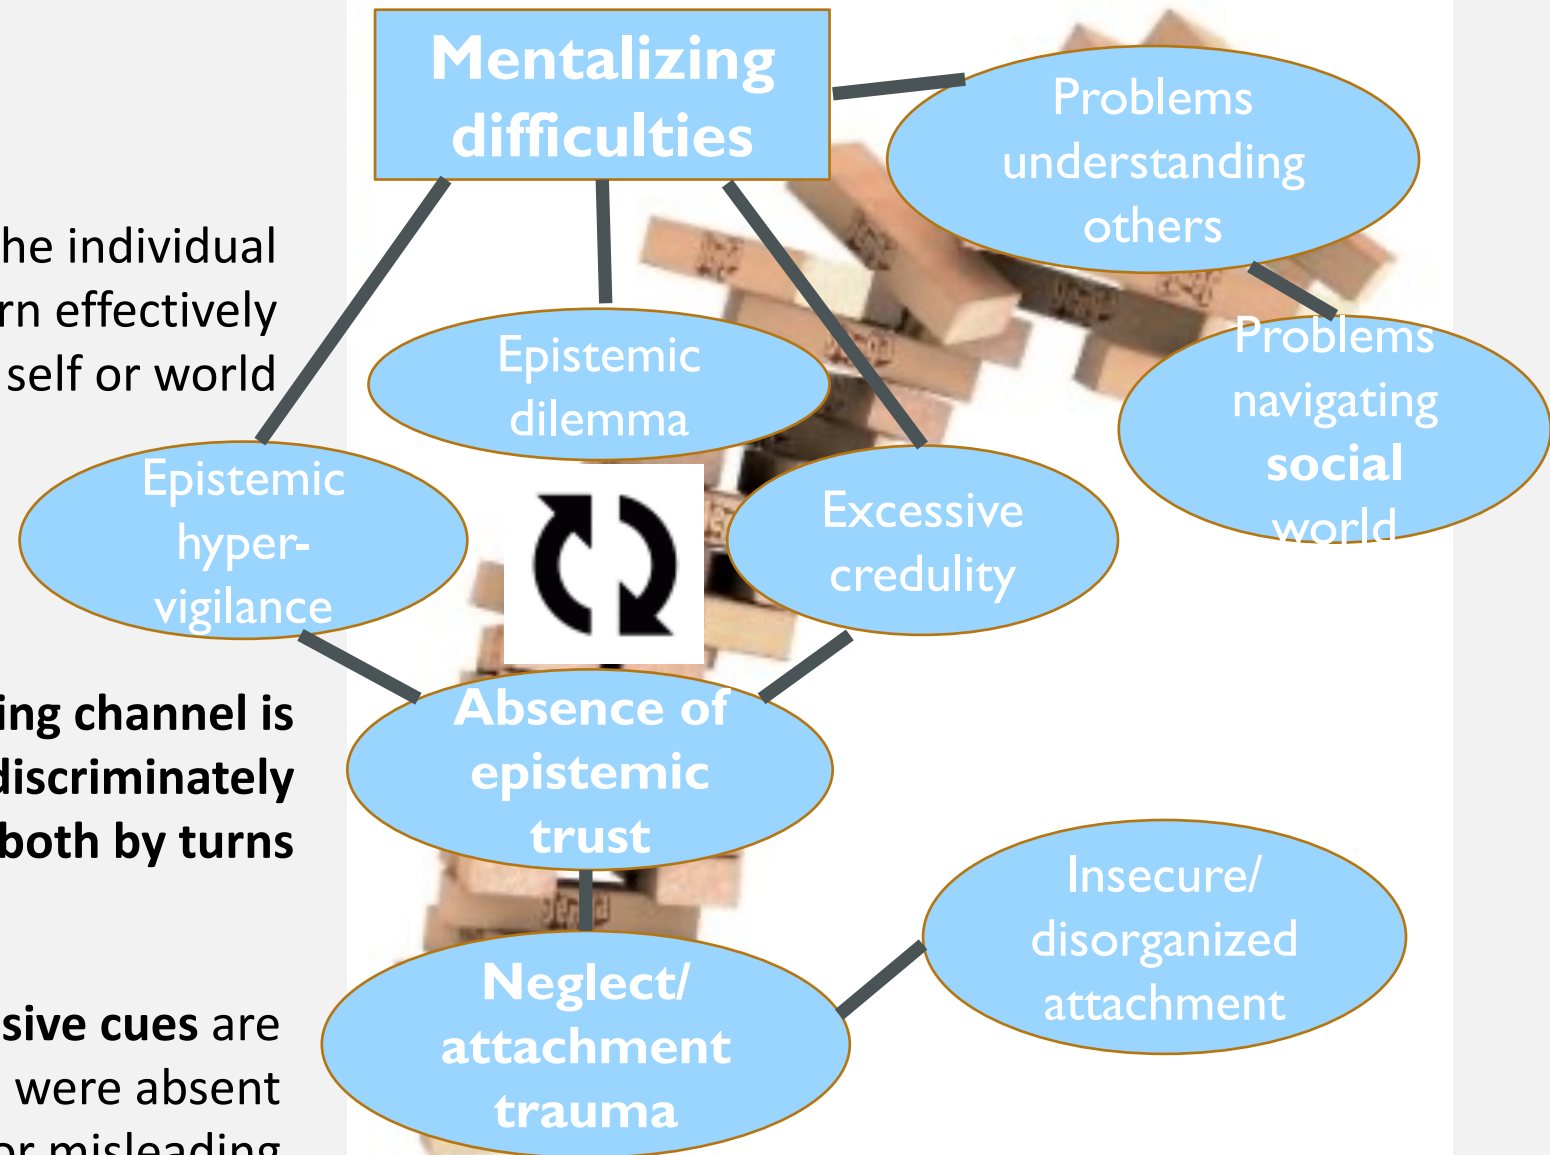 Mentalizing
difficulties
Problems
understanding
others
he individual
rn effectively
self or world
Epistemic
dilemma
Problems
navigating
social
world
Epistemic
hyper-
vigilance
Excessive
credulity
ing channel is
discriminately
both by turns
Absence of
epistemic
trust
Insecure/
disorganized
attachment
Neglect/
attachment
trauma
sive cues are
were absent
or misleading